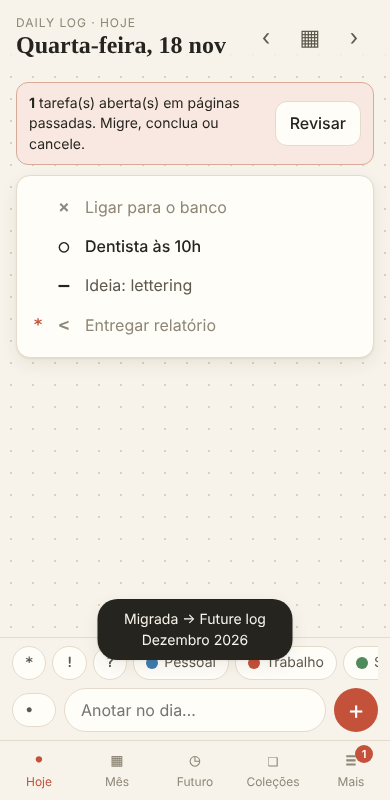 DAILY LOG · HOJE
Quarta-feira, 18 nov
1 tarefa(s) aberta(s) em páginas
passadas. Migre, conclua ou
cancele.
Revisar
× Ligar para o banco
○ Dentista às 10h
– Ideia: lettering
* < Entregar relatório
Migrada → Future log
Dezembro 2026
* ! ? Pessoal Trabalho
• Anotar no dia... +
1
Hoje Mês Futuro Coleções Mais